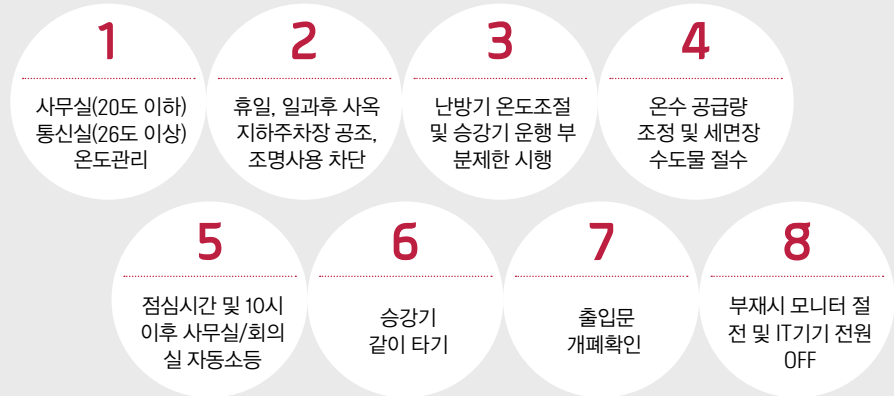 1
사무실(20도 이하)
통신실(26도 이상)
온도관리
2
휴일, 일과후 사옥
지하주차장 공조,
조명사용 차단
3
난방기 온도조절
및 승강기 운행 부
분제한 시행
4
온수 공급량
조정 및 세면장
수도물 절수
5
점심시간 및 10시
이후 사무실/회의
실 자동소등
6
승강기
같이 타기
7
출입문
개폐확인
8
부재시 모니터 절
전 및 IT기기 전원
OFF